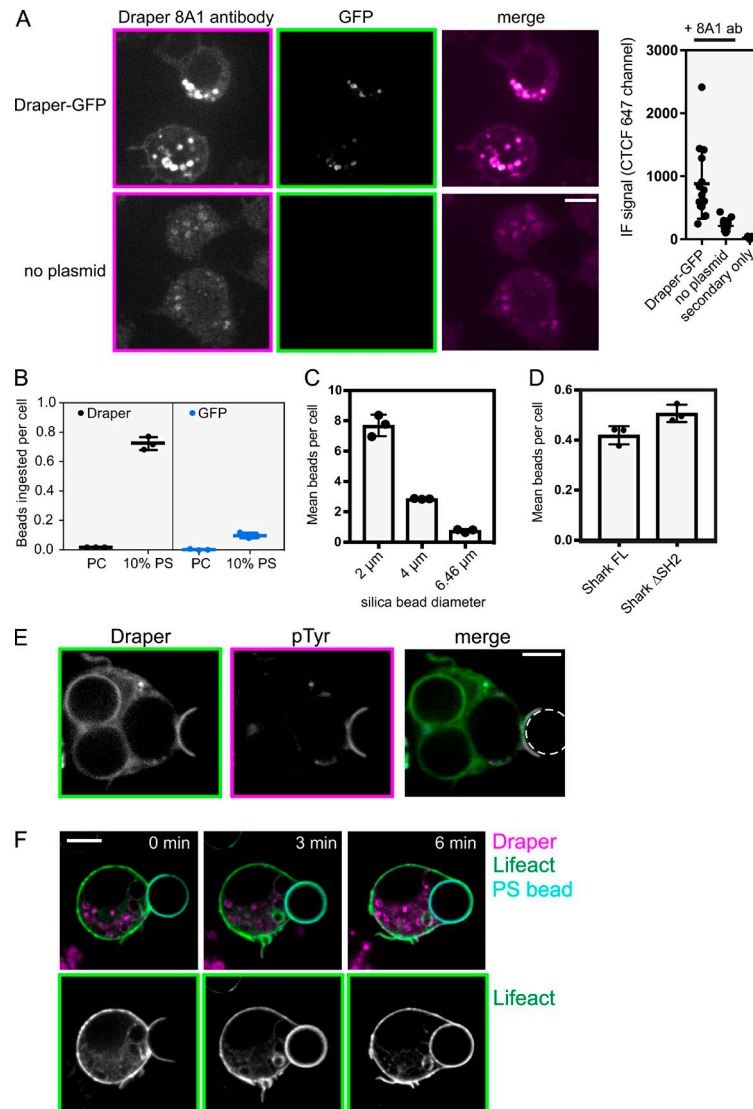 A
Draper 8A1 antibody
GFP
merge
Draper-GFP
no plasmid
+ 8A1 ab
IF signal (CTCF 647 channel)
3000
2000
1000
0
Draper-GFP
no plasmid
secondary only
B
Beads ingested per cell
1.0
0.8
0.6
0.4
0.2
0.0
Draper
GFP
PC
10% PS
PC
10% PS
C
Mean beads per cell
10
8
6
4
2
0
2 μm
4 μm
6.46 μm
silica bead diameter
D
Mean beads per cell
0.6
0.4
0.2
0.0
Shark FL
Shark ΔSH2
E
Draper
pTyr
merge
F
0 min
3 min
6 min
Draper
Lifeact
PS bead
Lifeact